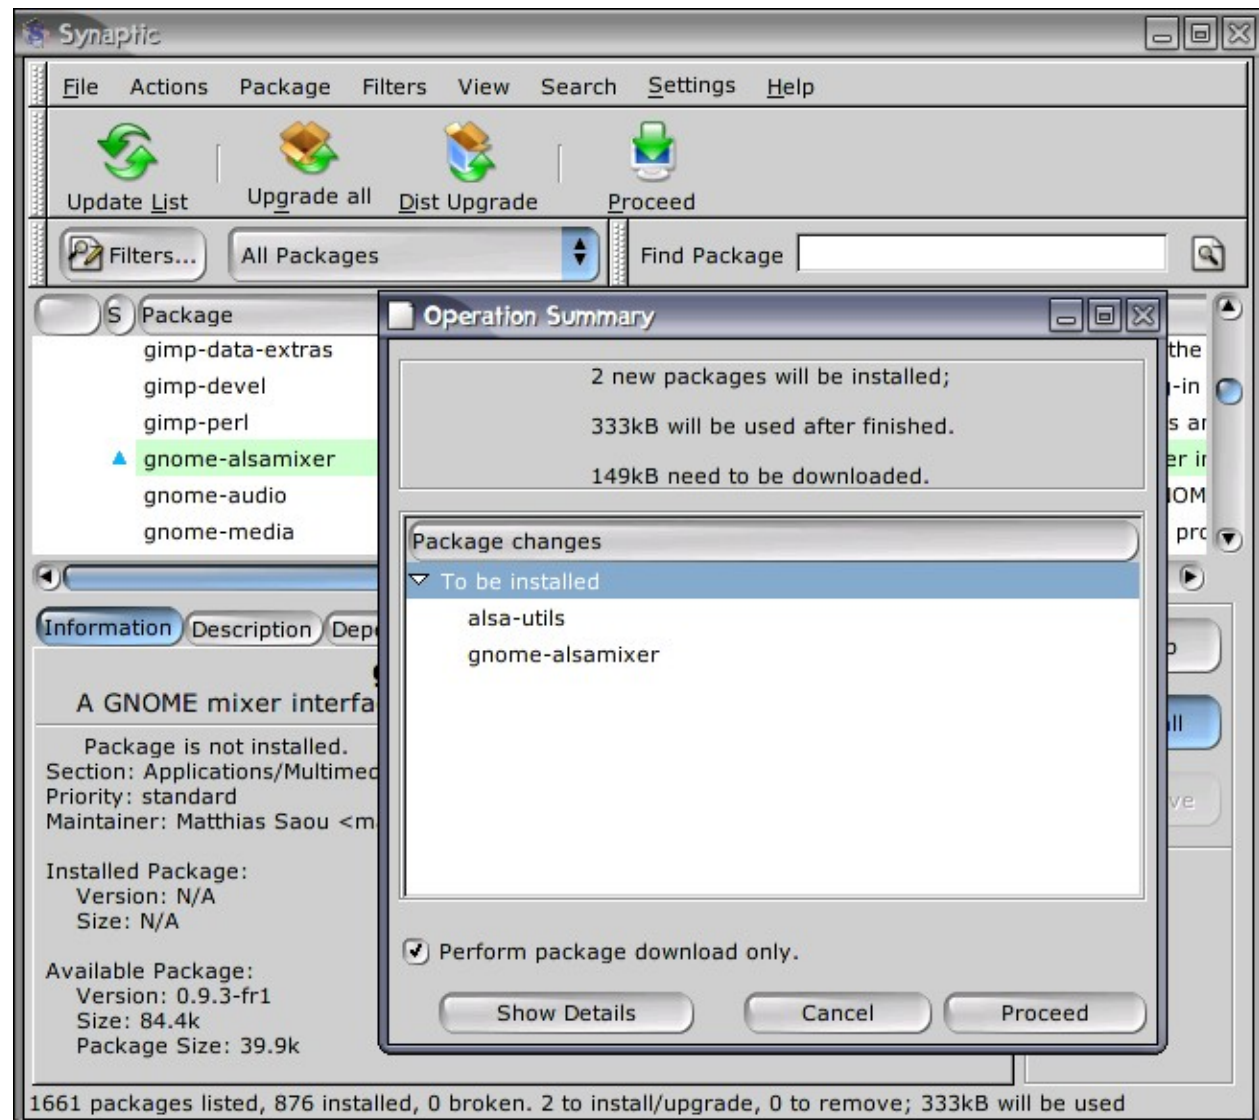 Synaptic
File Actions Package Filters View Search Settings Help
Update List Upgrade all Dist Upgrade Proceed
Filters... All Packages Find Package
S Package
gimp-data-extras
gimp-devel
gimp-perl
gnome-alsamixer
gnome-audio
gnome-media
the
-in
Operation Summary
2 new packages will be installed;
333kB will be used after finished.
149kB need to be downloaded.
Package changes
To be installed
alsa-utils
gnome-alsamixer
Perform package download only.
Show Details Cancel Proceed
Information Description
A GNOME mixer
Package is not installed.
Section:
Priority: standard
Maintainer: Matthias Saou
Installed Package:
Version: N/A
Size: N/A
Available Package:
Version: 0.9.3-fr1
Size: 84.4k
Package Size: 39.9k
1661 packages listed, 876 installed, 0 broken. 2 to install/upgrade, 0 to remove; 333kB will be used